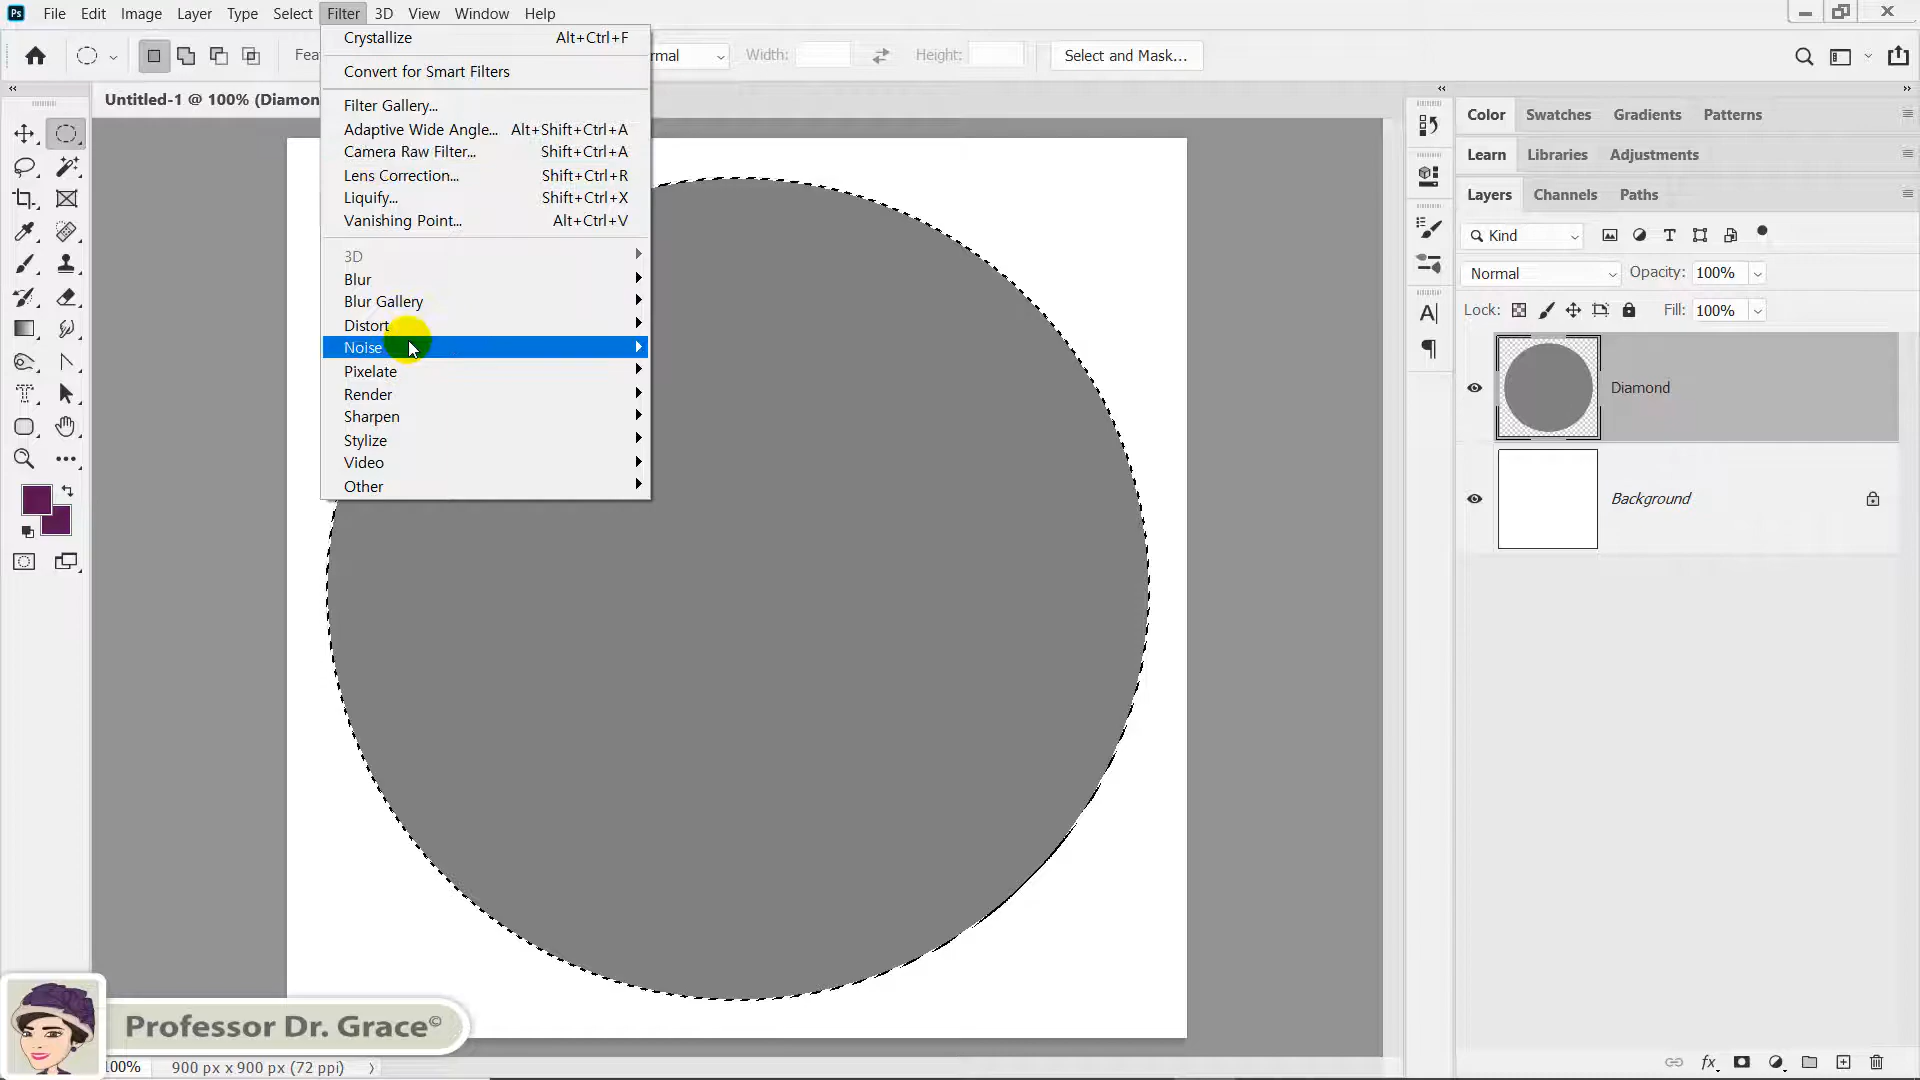 Ps File Edit Image Layer Type Select Filter 3D View Window Help
Crystallize Alt+Ctrl+F
Fea rmal Width: Height: Select and Mask...
Convert for Smart Filters
Untitled-1 @ 100% (Diamon
Filter Gallery...
Adaptive Wide Angle... Alt+Shift+Ctrl+A
Camera Raw Filter... Shift+Ctrl+A
Lens Correction... Shift+Ctrl+R
Liquify... Shift+Ctrl+X
Vanishing Point... Alt+Ctrl+V
3D
Blur
Blur Gallery
Distort
Noise
Pixelate
Render
Sharpen
Stylize
Video
Other
Color Swatches Gradients Patterns
Learn Libraries Adjustments
Layers Channels Paths
Kind
Normal Opacity: 100%
Lock: Fill: 100%
Diamond
Background
fx
Professor Dr. Grace©
100% 900 px x 900 px (72 ppi)